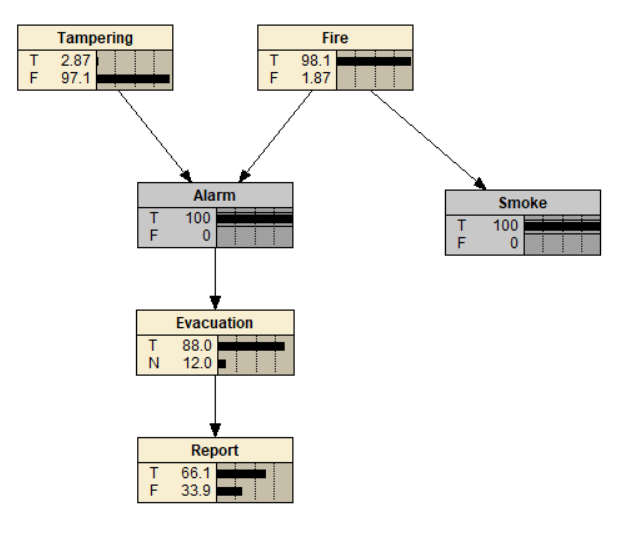 Tampering
T 2.87
F 97.1
Fire
T 98.1
F 1.87
Alarm
T 100
F 0
Smoke
T 100
F 0
Evacuation
T 88.0
N 12.0
Report
T 66.1
F 33.9